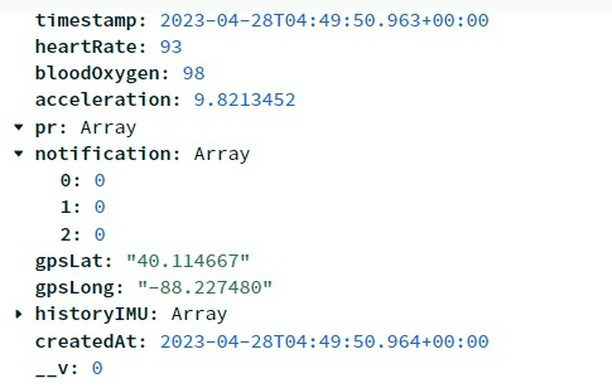 timestamp: 2023-04-28T04:49:50.963+00:00
heartRate: 93
bloodOxygen: 98
acceleration: 9.8213452
pr: Array
notification: Array
0: 0
1: 0
2: 0
gpsLat: "40.114667"
gpsLong: "-88.227480"
historyIMU: Array
createdAt: 2023-04-28T04:49:50.964+00:00
__v: 0